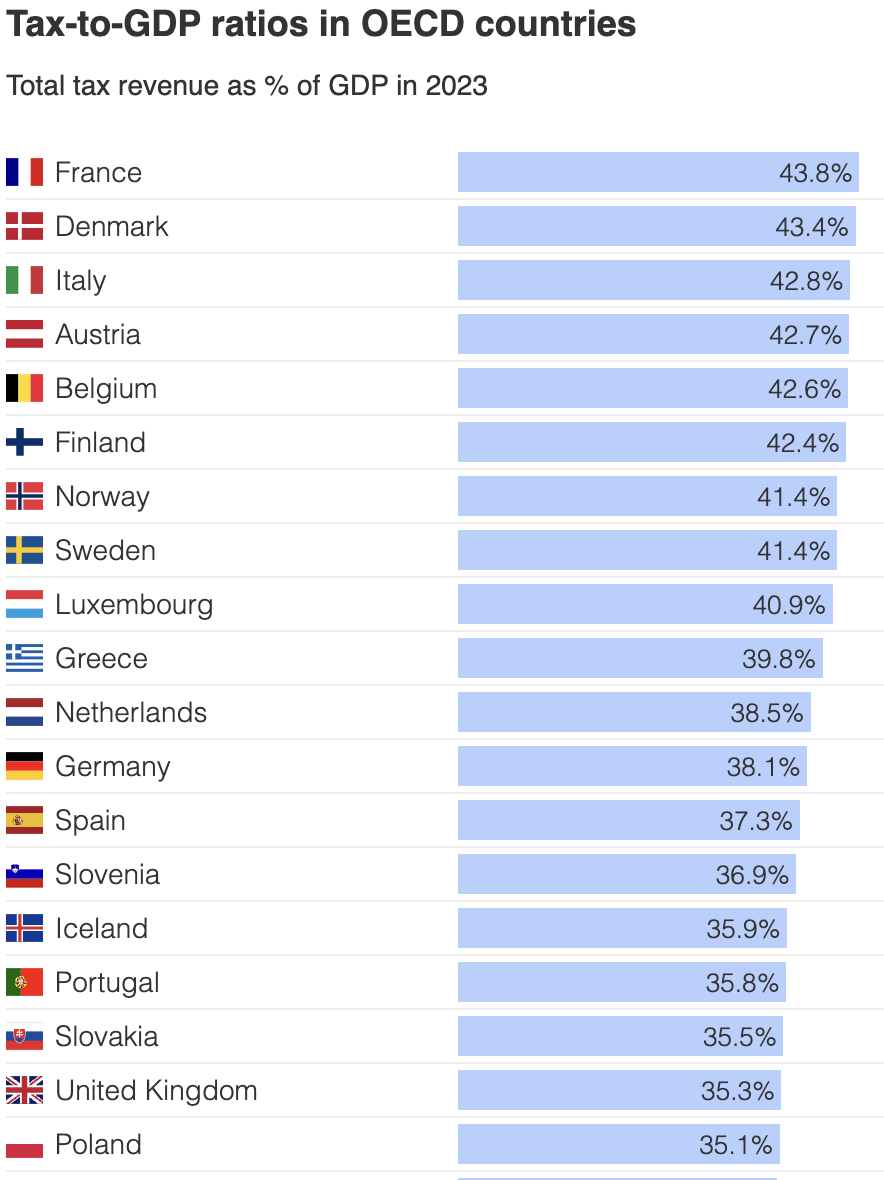 Tax-to-GDP ratios in OECD countries
Total tax revenue as % of GDP in 2023
France 43.8%
Denmark 43.4%
Italy 42.8%
Austria 42.7%
Belgium 42.6%
Finland 42.4%
Norway 41.4%
Sweden 41.4%
Luxembourg 40.9%
Greece 39.8%
Netherlands 38.5%
Germany 38.1%
Spain 37.3%
Slovenia 36.9%
Iceland 35.9%
Portugal 35.8%
Slovakia 35.5%
United Kingdom 35.3%
Poland 35.1%